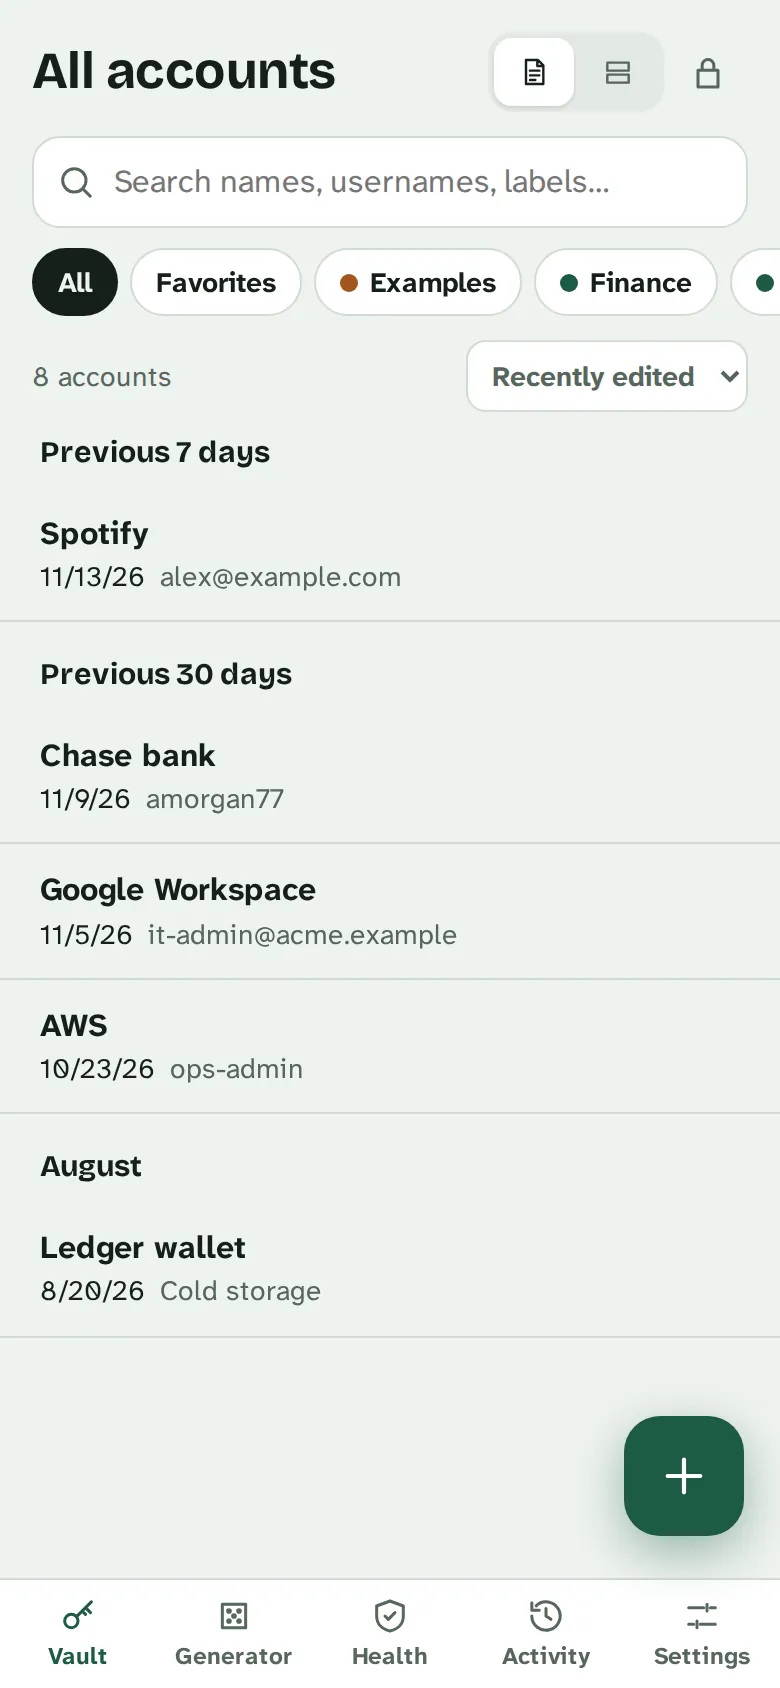 All accounts
Search names, usernames, labels...
All Favorites Examples Finance
8 accounts Recently edited
Previous 7 days
Spotify
11/13/26 alex@example.com
Previous 30 days
Chase bank
11/9/26 amorgan77
Google Workspace
11/5/26 it-admin@acme.example
AWS
10/23/26 ops-admin
August
Ledger wallet
8/20/26 Cold storage
Vault Generator Health Activity Settings